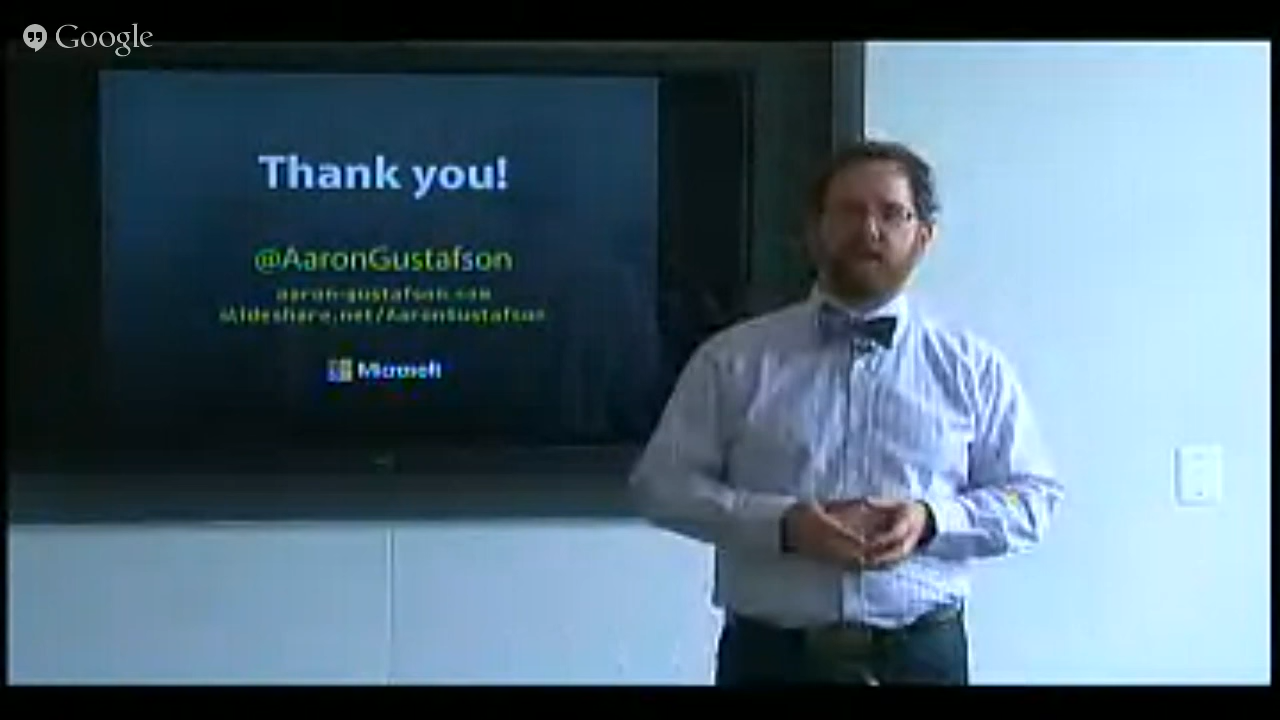 Google
Thank you!
@AaronGustafson
aaron-gustafson.com
slideshare.net/AaronGustafson
Microsoft